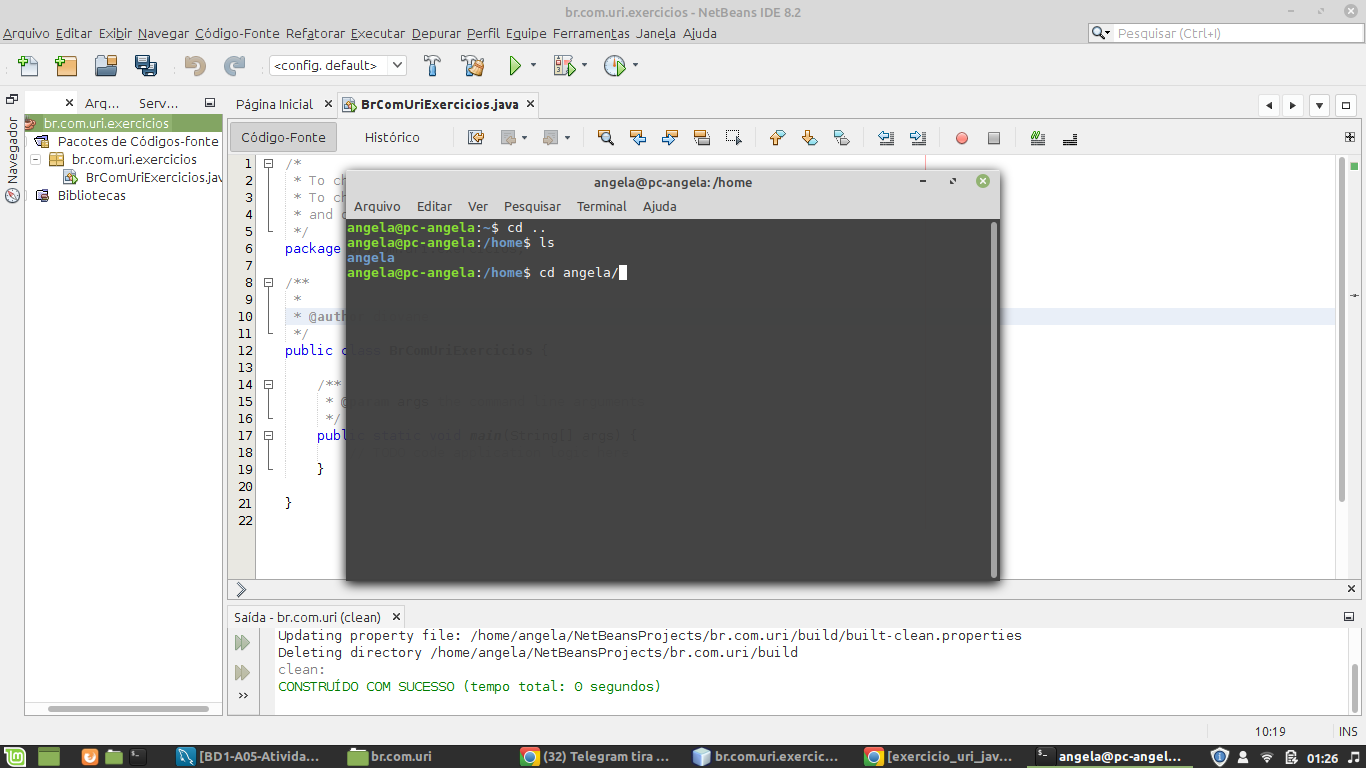 br.com.uri.exercicios - NetBeans IDE 8.2
Arquivo Editar Exibir Navegar Código-Fonte Refatorar Executar Depurar Perfil Equipe Ferramentas Janela Ajuda
Pesquisar (Ctrl+I)
<config. default>
Arq... Serv...
Página Inicial
BrComUriExercicios.java
Navegador
br.com.uri.exercicios
Pacotes de Códigos-fonte
br.com.uri.exercicios
BrComUriExercicios.jav
Bibliotecas
Código-Fonte Histórico
1 /*
2 * To ch
3 * To ch
4 * and o
5 */
6 package
7
8 /**
9 *
10 * @auth
11 */
12 public class BrComUriExercicios {
13
14 /**
15 * @param args
16 */
17 public static void main(String[] args) {
18
19 }
20
21 }
22
angela@pc-angela: /home
Arquivo Editar Ver Pesquisar Terminal Ajuda
angela@pc-angela:~$ cd ..
angela@pc-angela:/home$ ls
angela
angela@pc-angela:/home$ cd angela/
Saída - br.com.uri (clean)
Updating property file: /home/angela/NetBeansProjects/br.com.uri/build/built-clean.properties
Deleting directory /home/angela/NetBeansProjects/br.com.uri/build
clean:
CONSTRUÍDO COM SUCESSO (tempo total: 0 segundos)
10:19 INS
[BD1-A05-Ativida...
br.com.uri
(32) Telegram tira ...
br.com.uri.exercic...
[exercicio_uri_jav...
angela@pc-angel...
01:26